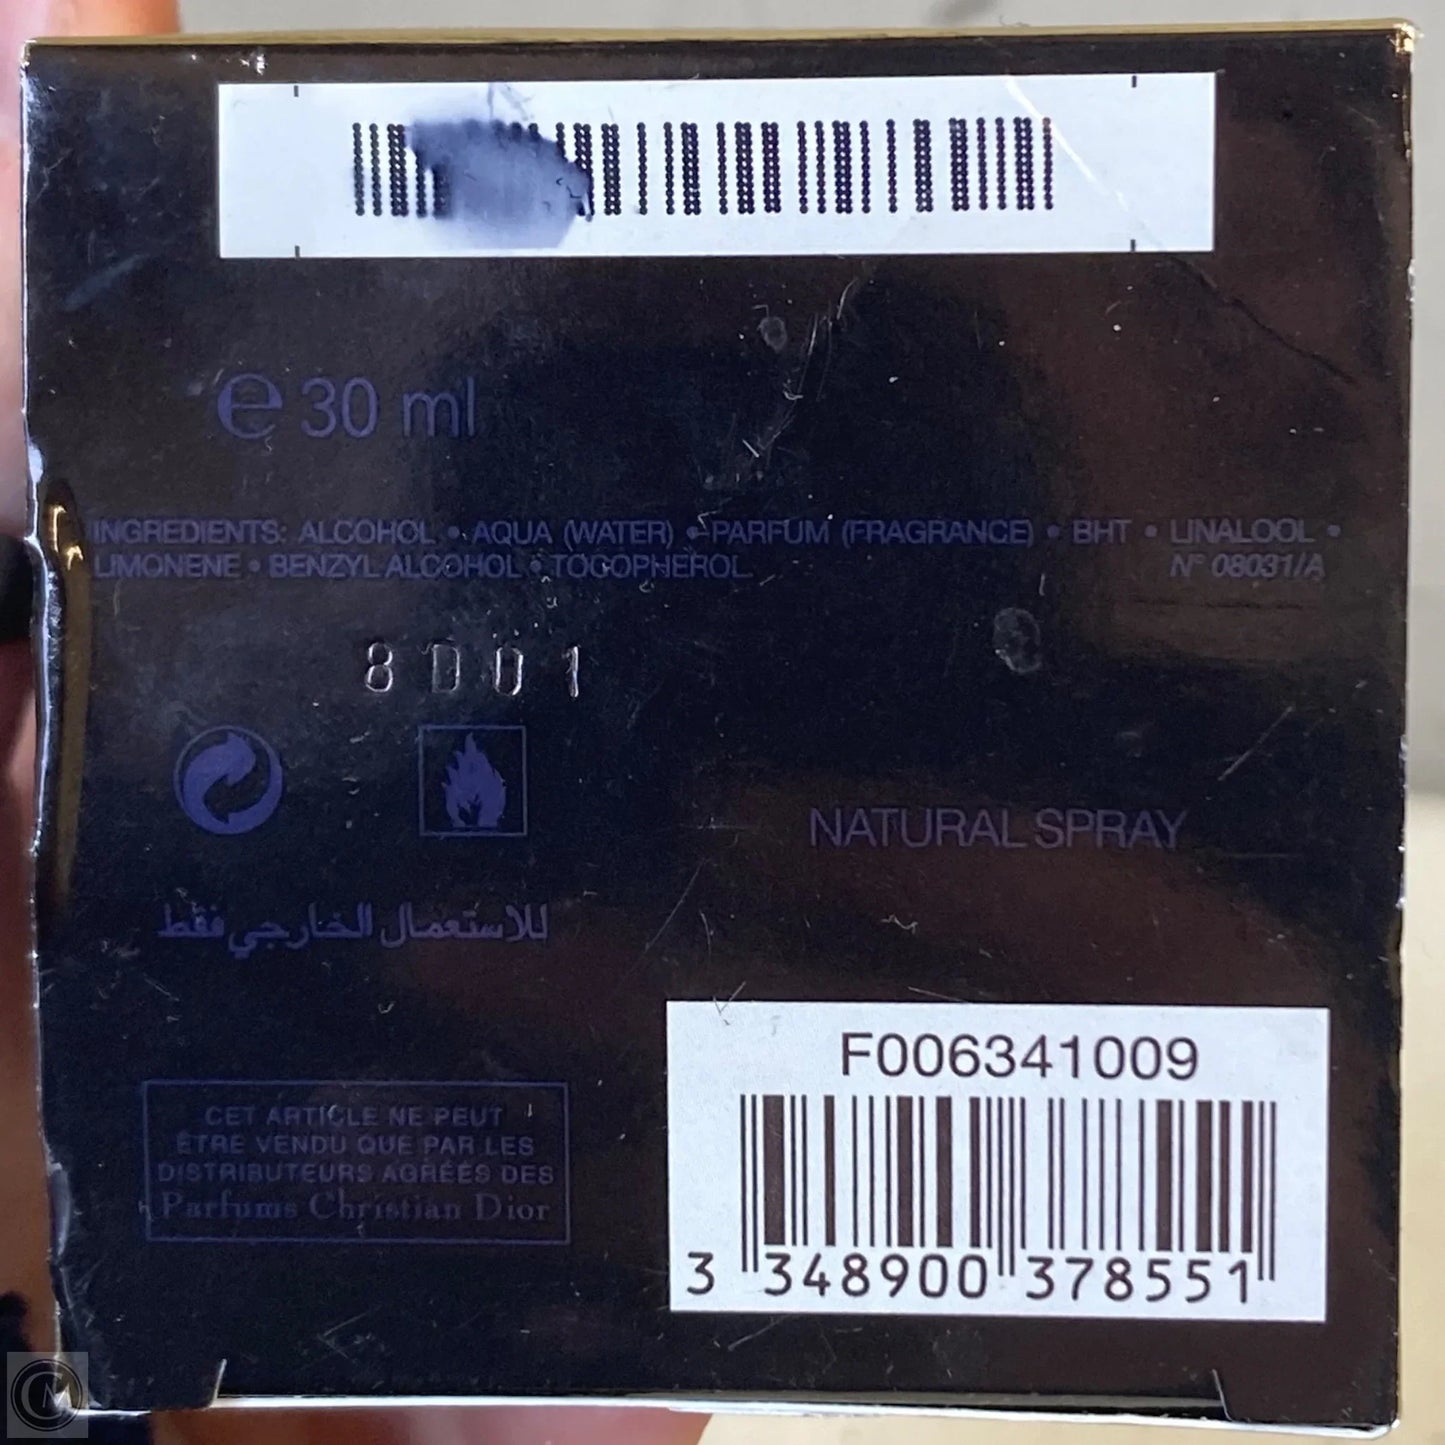 e 30 ml
INGREDIENTS: ALCOHOL • AQUA (WATER) • PARFUM (FRAGRANCE) • BHT • LINALOOL •
LIMONENE • BENZYL ALCOHOL • TOCOPHEROL N° 08031/A
8D01
NATURAL SPRAY
للاستعمال الخارجي فقط
F006341009
3 348900 378551
CET ARTICLE NE PEUT
ÊTRE VENDU QUE PAR LES
DISTRIBUTEURS AGRÉÉS DES
Parfums Christian Dior